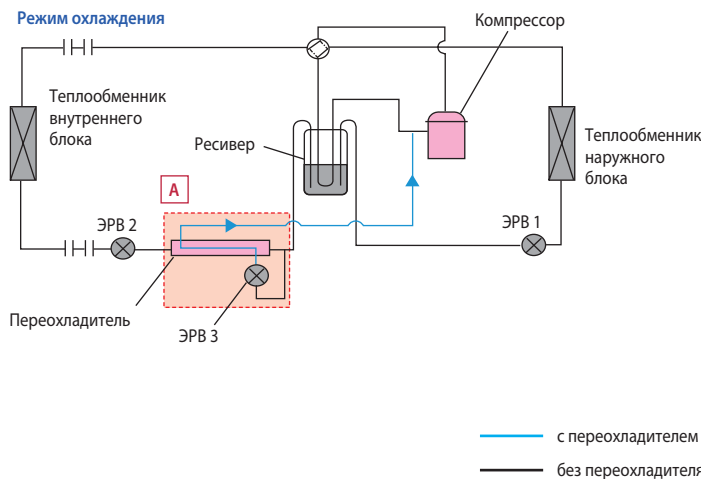 Режим охлаждения
Компрессор
Теплообменник
внутреннего
блока
Ресивер
Теплообменник
наружного
блока
А
ЭРВ 2
ЭРВ 1
Переохладитель
ЭРВ 3
с переохладителем
без переохладителя